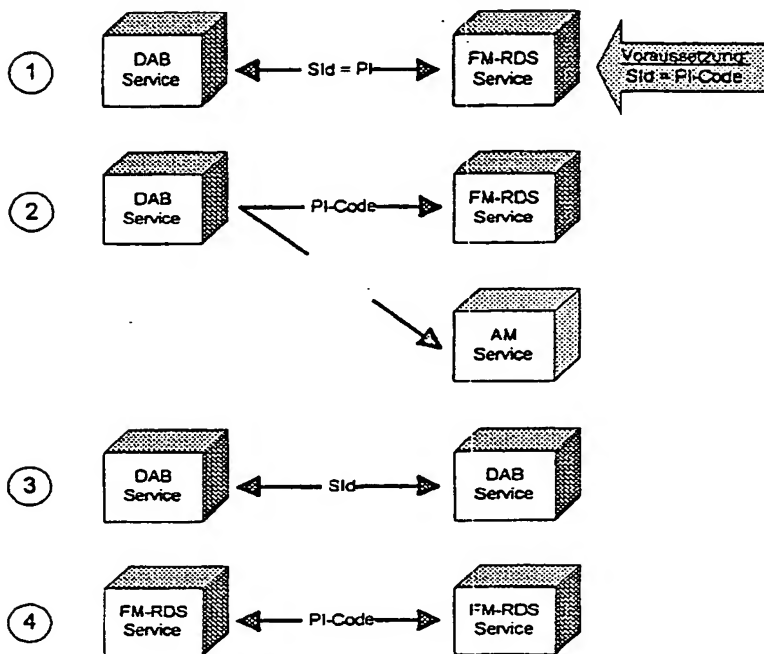 1
DAB
Service
SId = PI
FM-RDS
Service
Voraussetzung:
SId = PI-Code
2
DAB
Service
PI-Code
FM-RDS
Service
AM
Service
3
DAB
Service
SId
DAB
Service
4
FM-RDS
Service
PI-Code
FM-RDS
Service